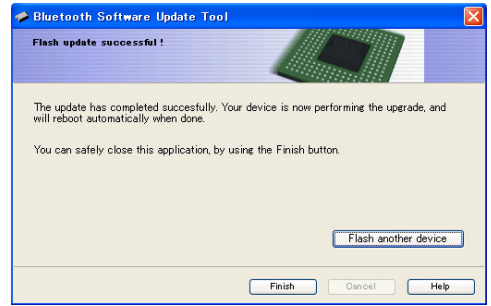 Bluetooth Software Update Tool
Flash update successful !
The update has completed succesfully. Your device is now performing the upgrade, and
will reboot automatically when done.
You can safely close this application, by using the Finish button.
Flash another device
Finish
Cancel
Help